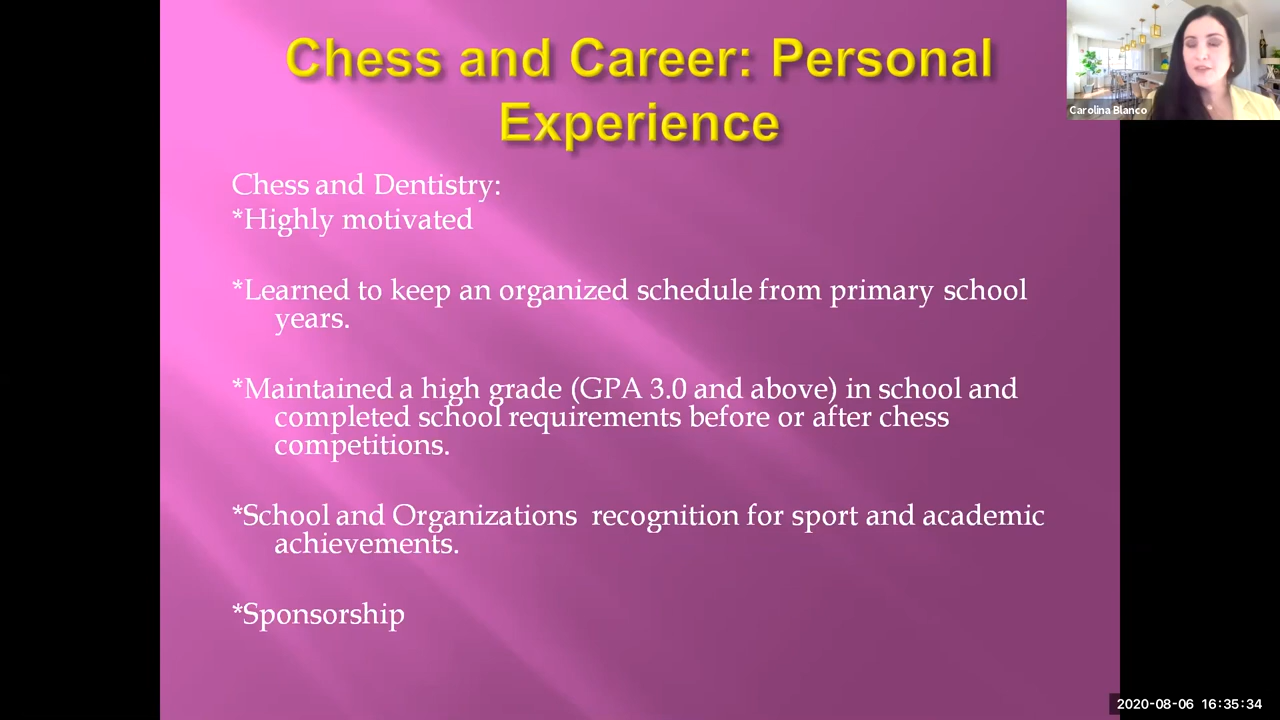 Chess and Career: Personal
Experience
Carolina Blanco
Chess and Dentistry:
*Highly motivated
*Learned to keep an organized schedule from primary school
years.
*Maintained a high grade (GPA 3.0 and above) in school and
completed school requirements before or after chess
competitions.
*School and Organizations  recognition for sport and academic
achievements.
*Sponsorship
2020-08-06 16:35:34